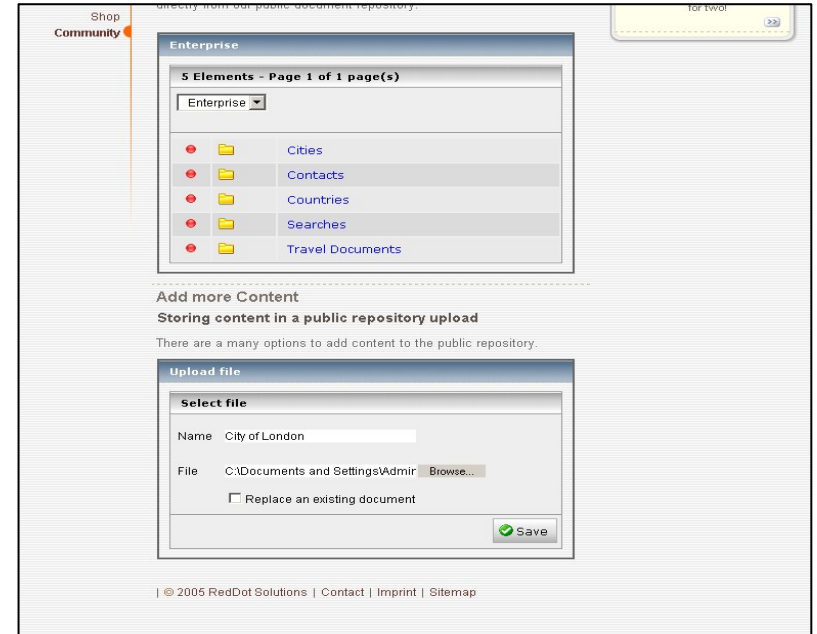 directly from our public document repository.
for two!
Shop
Community
Enterprise
5 Elements - Page 1 of 1 page(s)
Enterprise
Cities
Contacts
Countries
Searches
Travel Documents
Add more Content
Storing content in a public repository upload
There are a many options to add content to the public repository.
Upload file
Select file
Name City of London
File C:\Documents and Settings\Admir Browse...
Replace an existing document
Save
| © 2005 RedDot Solutions | Contact | Imprint | Sitemap